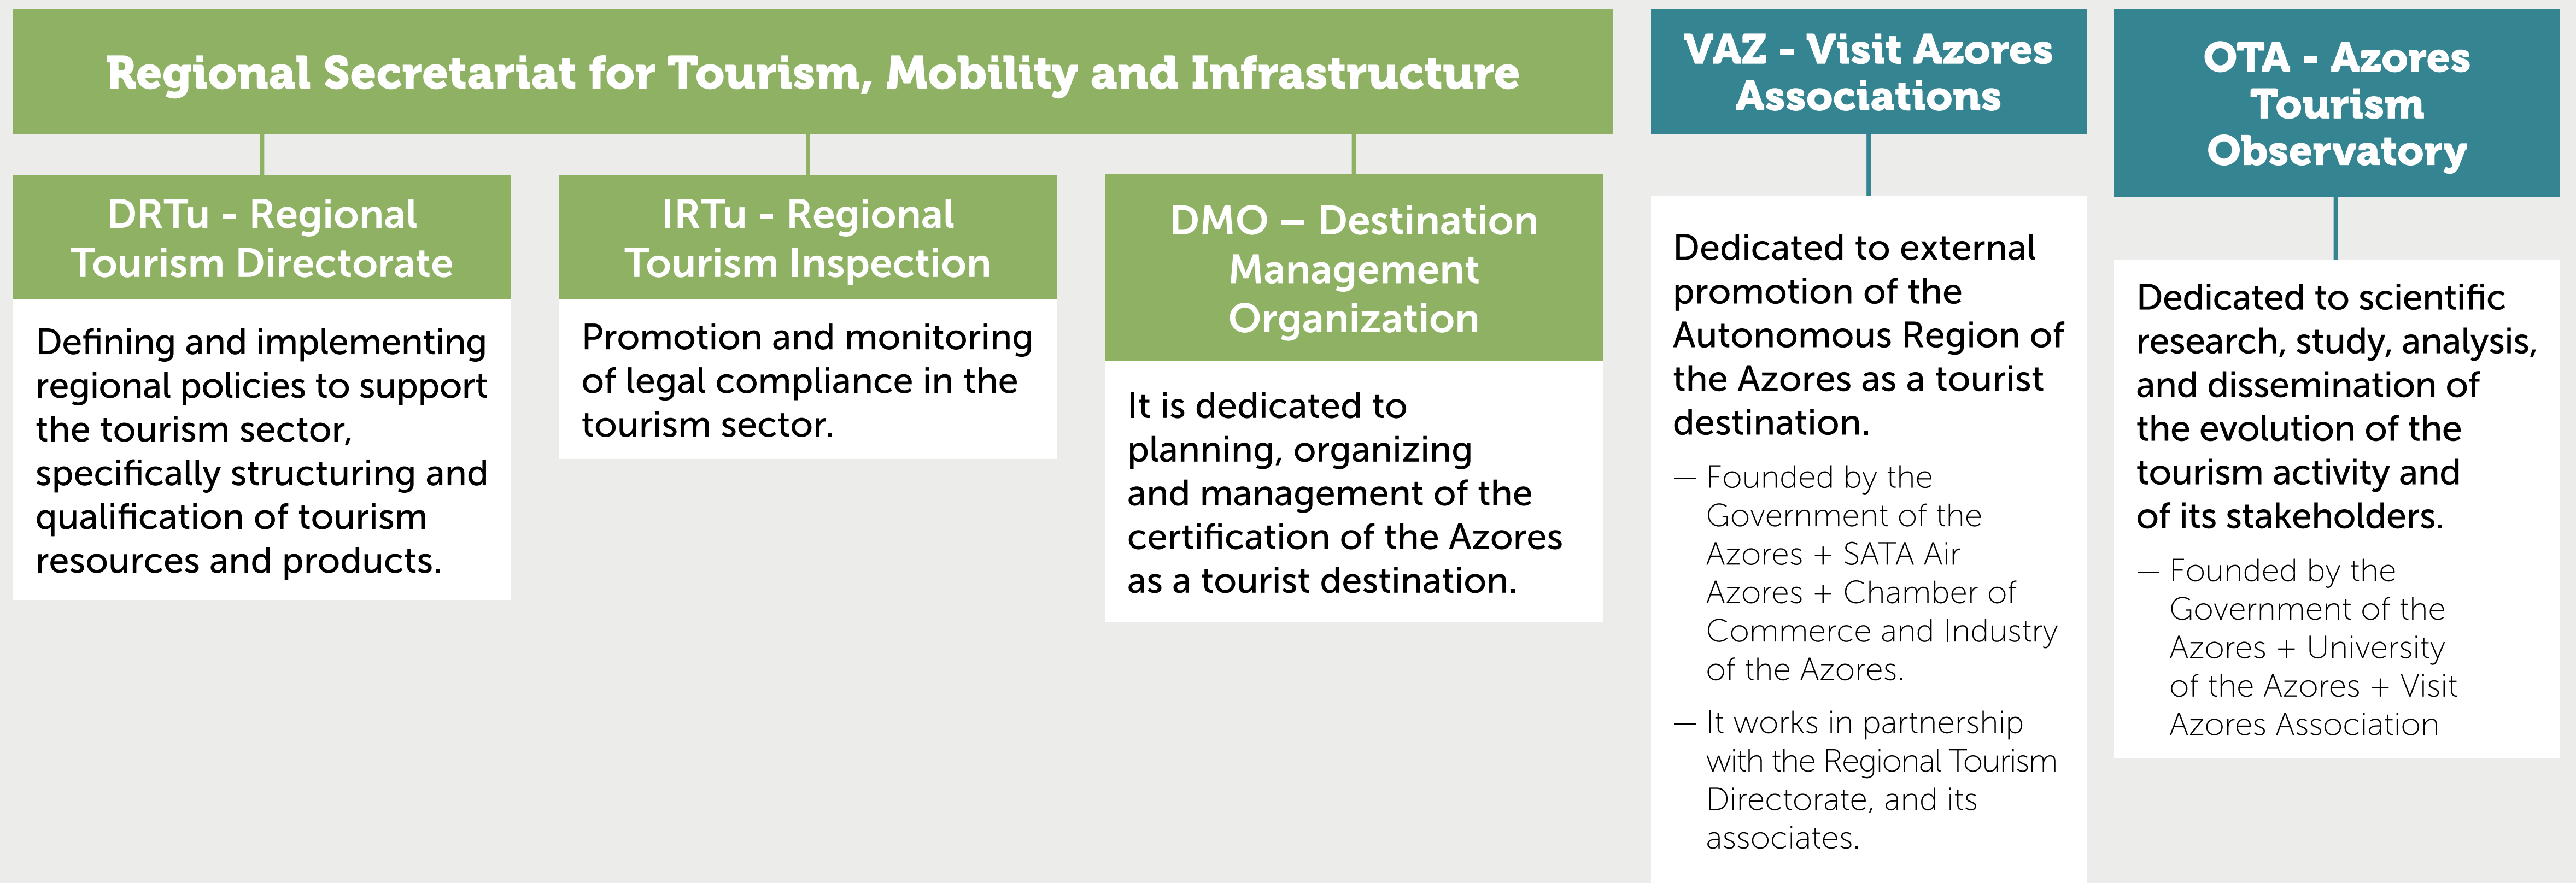 Regional Secretariat for Tourism, Mobility and Infrastructure
DRTu - Regional
Tourism Directorate
Defining and implementing
regional policies to support
the tourism sector,
specifically structuring and
qualification of tourism
resources and products.
IRTu - Regional
Tourism Inspection
Promotion and monitoring
of legal compliance in the
tourism sector.
DMO – Destination
Management
Organization
It is dedicated to
planning, organizing
and management of the
certification of the Azores
as a tourist destination.
VAZ - Visit Azores
Associations
Dedicated to external
promotion of the
Autonomous Region of
the Azores as a tourist
destination.
— Founded by the
Government of the
Azores + SATA Air
Azores + Chamber of
Commerce and Industry
of the Azores.
— It works in partnership
with the Regional Tourism
Directorate, and its
associates.
OTA - Azores
Tourism
Observatory
Dedicated to scientific
research, study, analysis,
and dissemination of
the evolution of the
tourism activity and
of its stakeholders.
— Founded by the
Government of the
Azores + University
of the Azores + Visit
Azores Association